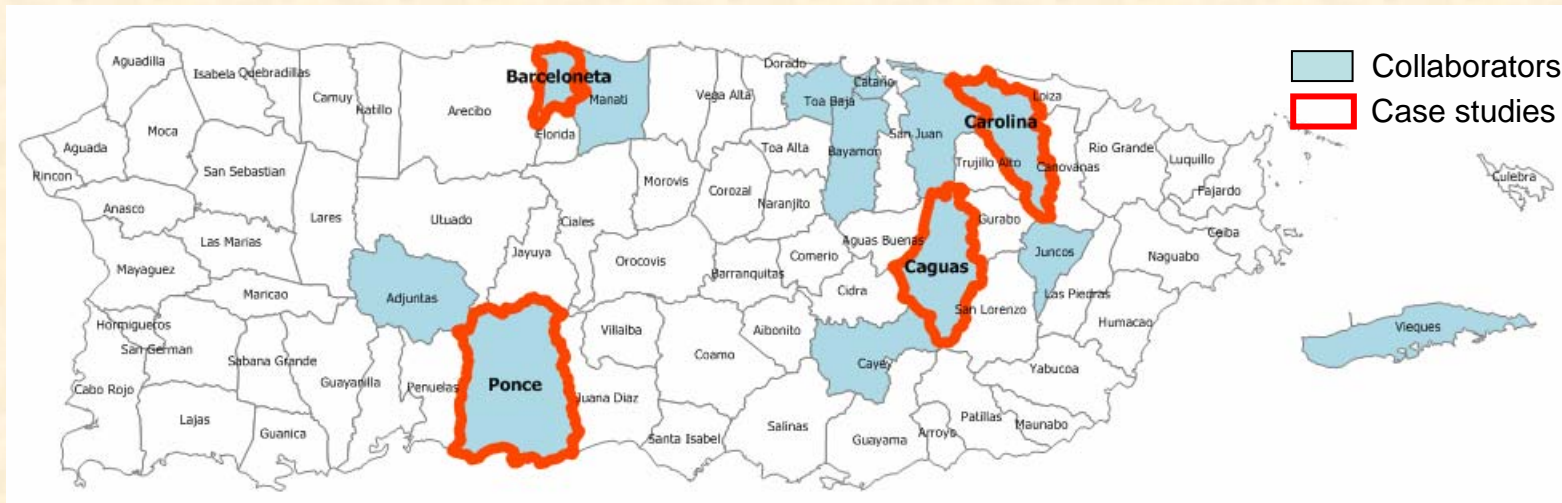 Collaborators
Case studies
Aguadilla
Isabela
Quebradillas
Camuy
Hatillo
Arecibo
Barceloneta
Manati
Florida
Vega Alta
Dorado
Toa Baja
Cataño
Bayamon
San Juan
Carolina
Loiza
Trujillo Alto
Canovanas
Rio Grande
Luquillo
Fajardo
Culebra
Moca
Aguada
Rincon
San Sebastian
Anasco
Las Marias
Lares
Utuado
Ciales
Morovis
Corozal
Toa Alta
Naranjito
Jayuya
Orocovis
Barranquitas
Comerio
Aguas Buenas
Cidra
Caguas
Gurabo
Juncos
Las Piedras
San Lorenzo
Naguabo
Ceiba
Humacao
Vieques
Mayaguez
Maricao
Adjuntas
Hormigueros
San German
Sabana Grande
Cabo Rojo
Lajas
Guanica
Guayanilla
Penuelas
Ponce
Villalba
Juana Diaz
Coamo
Aibonito
Cayey
Santa Isabel
Salinas
Guayama
Arroyo
Patillas
Maunabo
Yabucoa